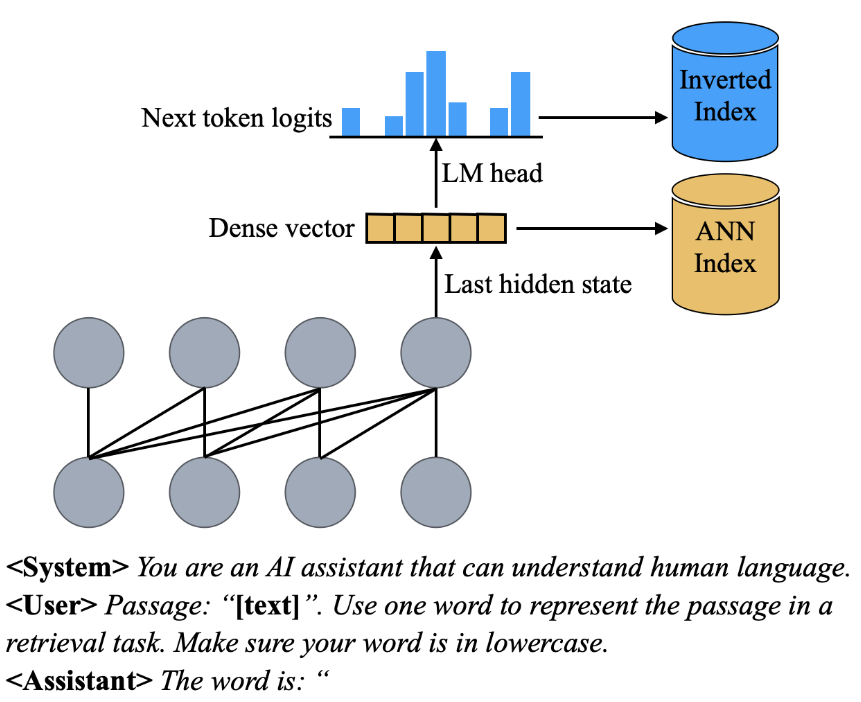 Next token logits
Inverted
Index
LM head
Dense vector
ANN
Index
Last hidden state
<System> You are an AI assistant that can understand human language.
<User> Passage: “[text]”. Use one word to represent the passage in a
retrieval task. Make sure your word is in lowercase.
<Assistant> The word is: “